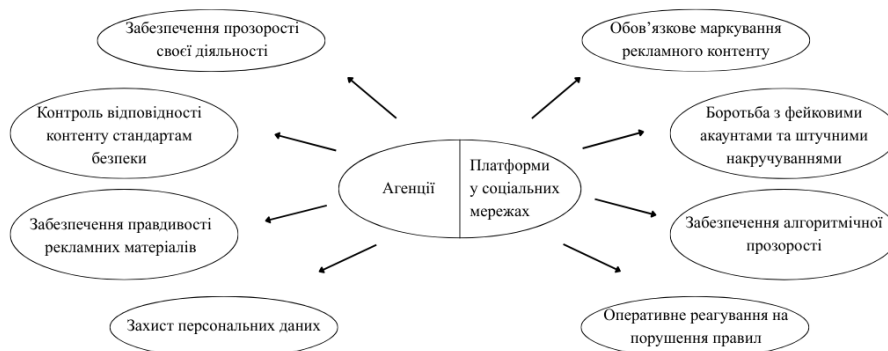 Забезпечення прозорості
своєї діяльності
Обов’язкове маркування
рекламного контенту
Контроль відповідності
контенту стандартам
безпеки
Боротьба з фейковими
акаунтами та штучними
накручуваннями
Агенції
Платформи
у соціальних
мережах
Забезпечення правдивості
рекламних матеріалів
Забезпечення алгоритмічної
прозорості
Захист персональних даних
Оперативне реагування на
порушення правил